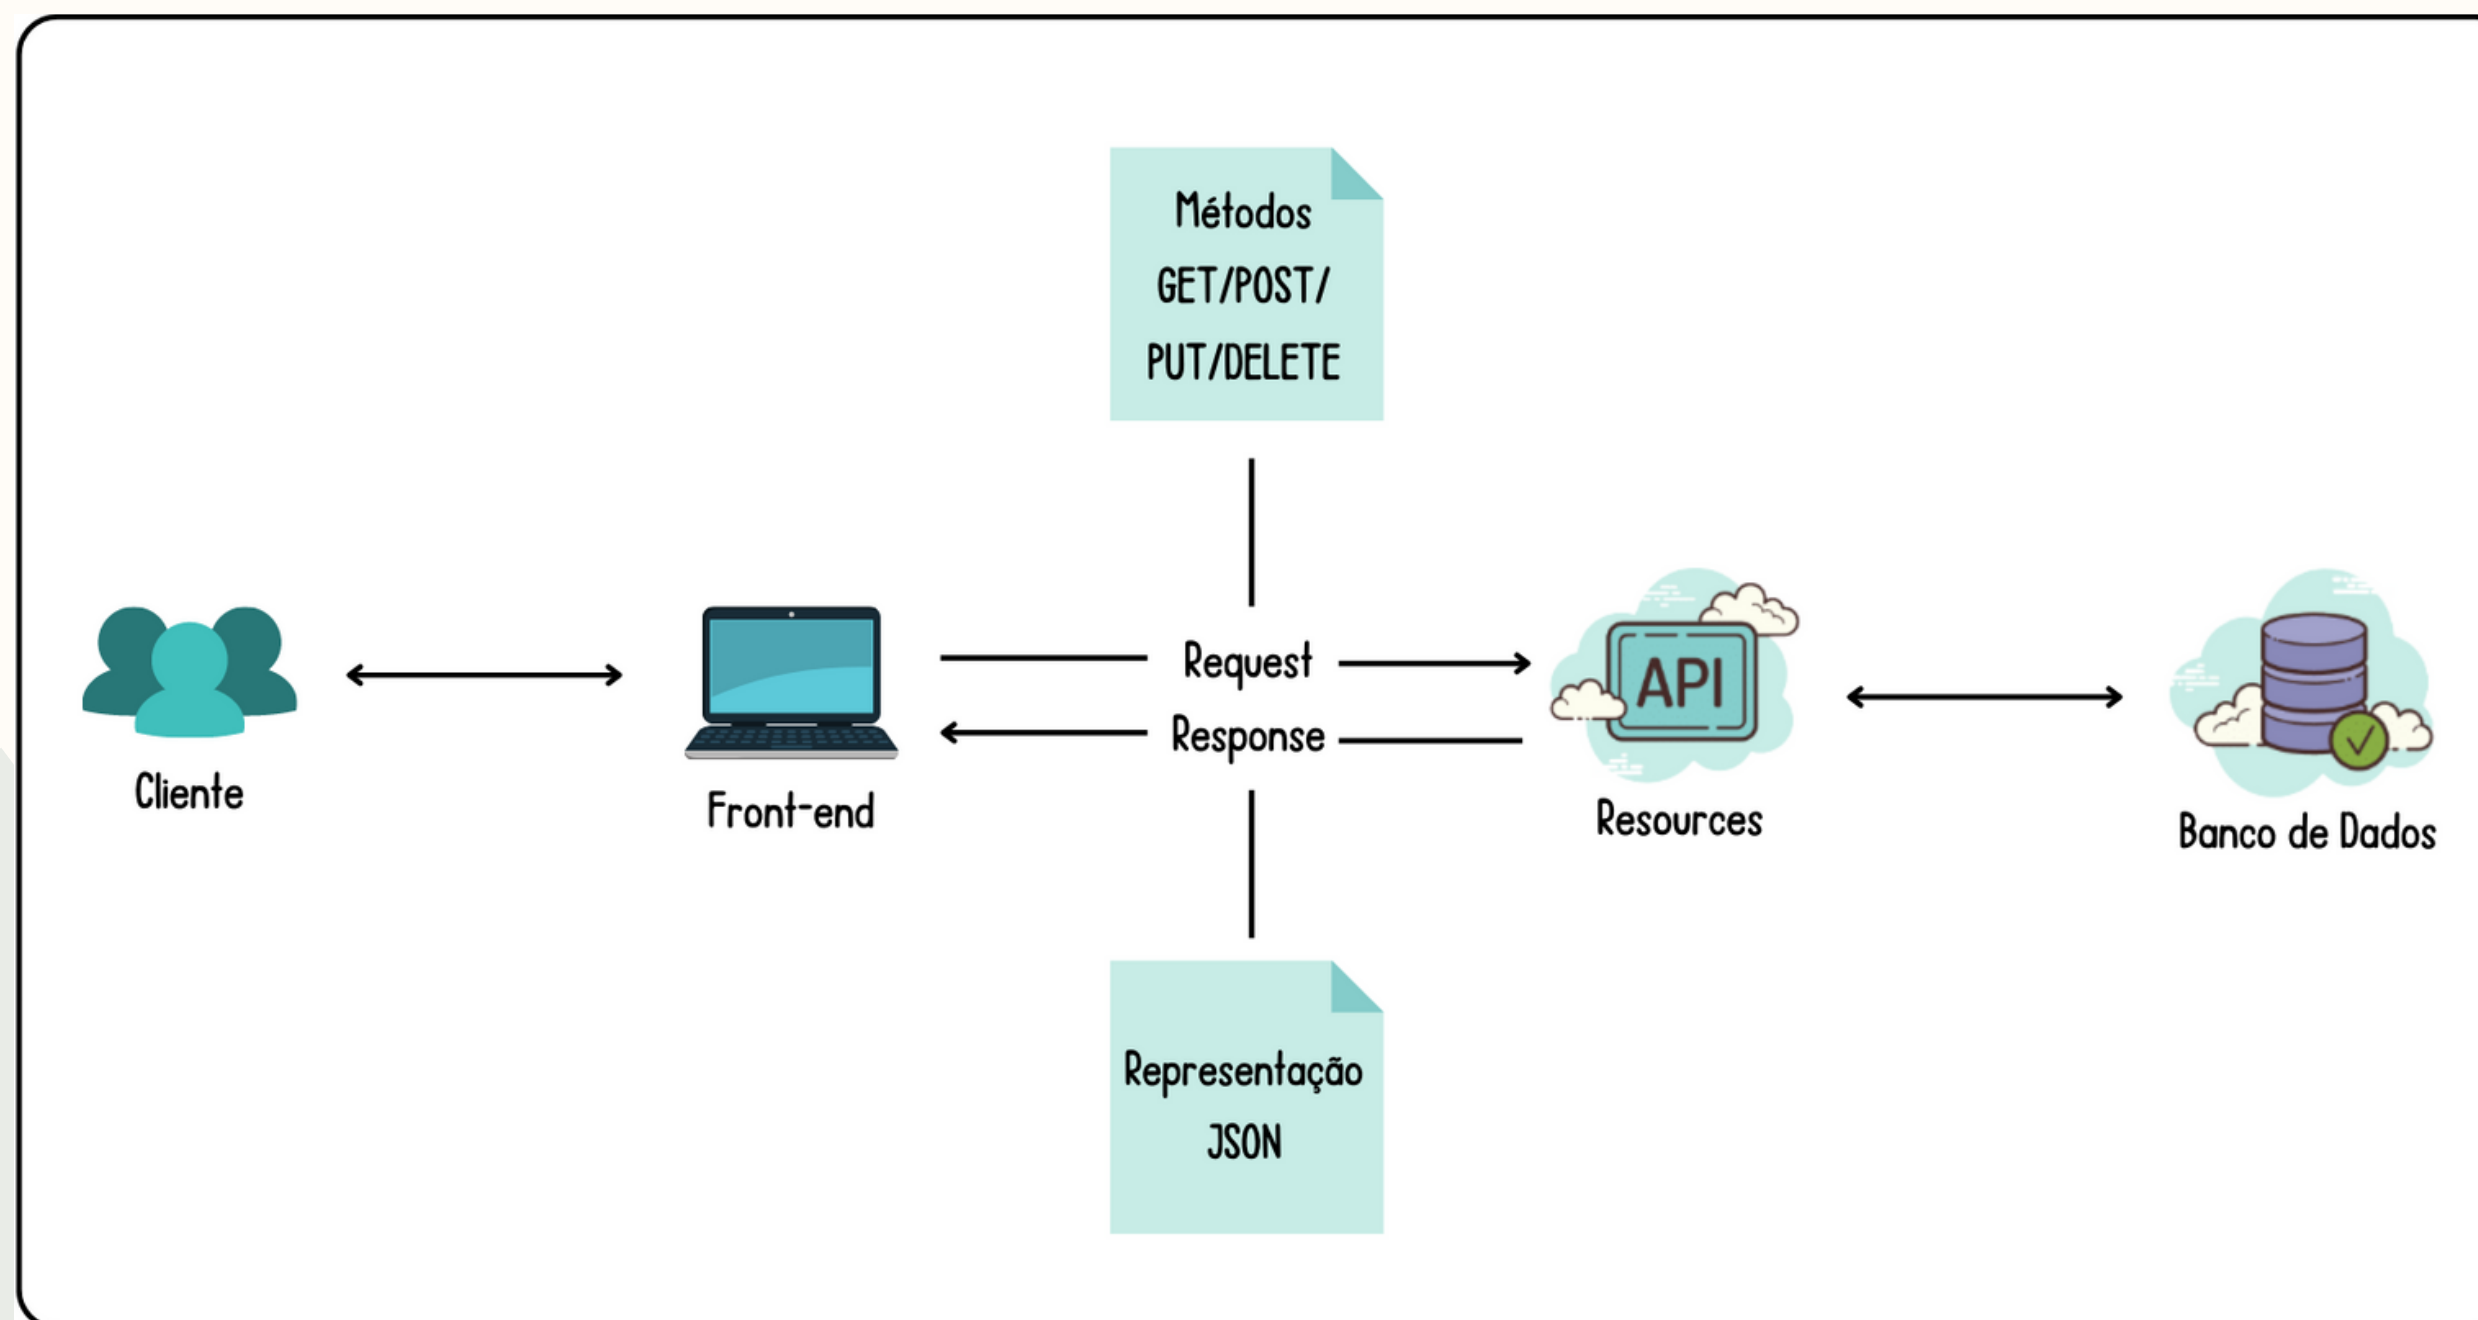 Métodos
GET/POST/
PUT/DELETE
Request
Response
API
Cliente
Front-end
Resources
Banco de Dados
Representação
JSON